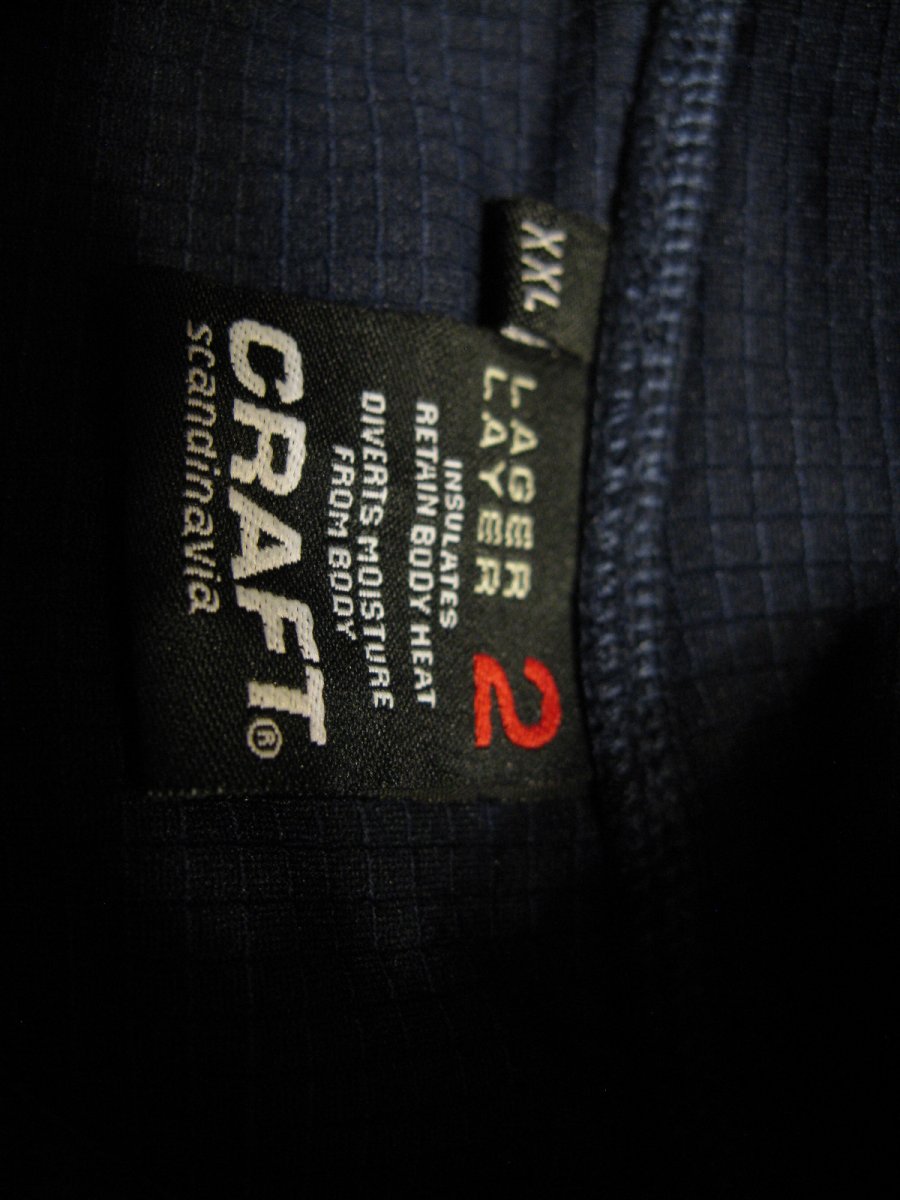 XXL
LAGER
LAYER 2
INSULATES
RETAIN BODY HEAT
DIVERTS MOISTURE
FROM BODY
CRAFT®
scandinavia